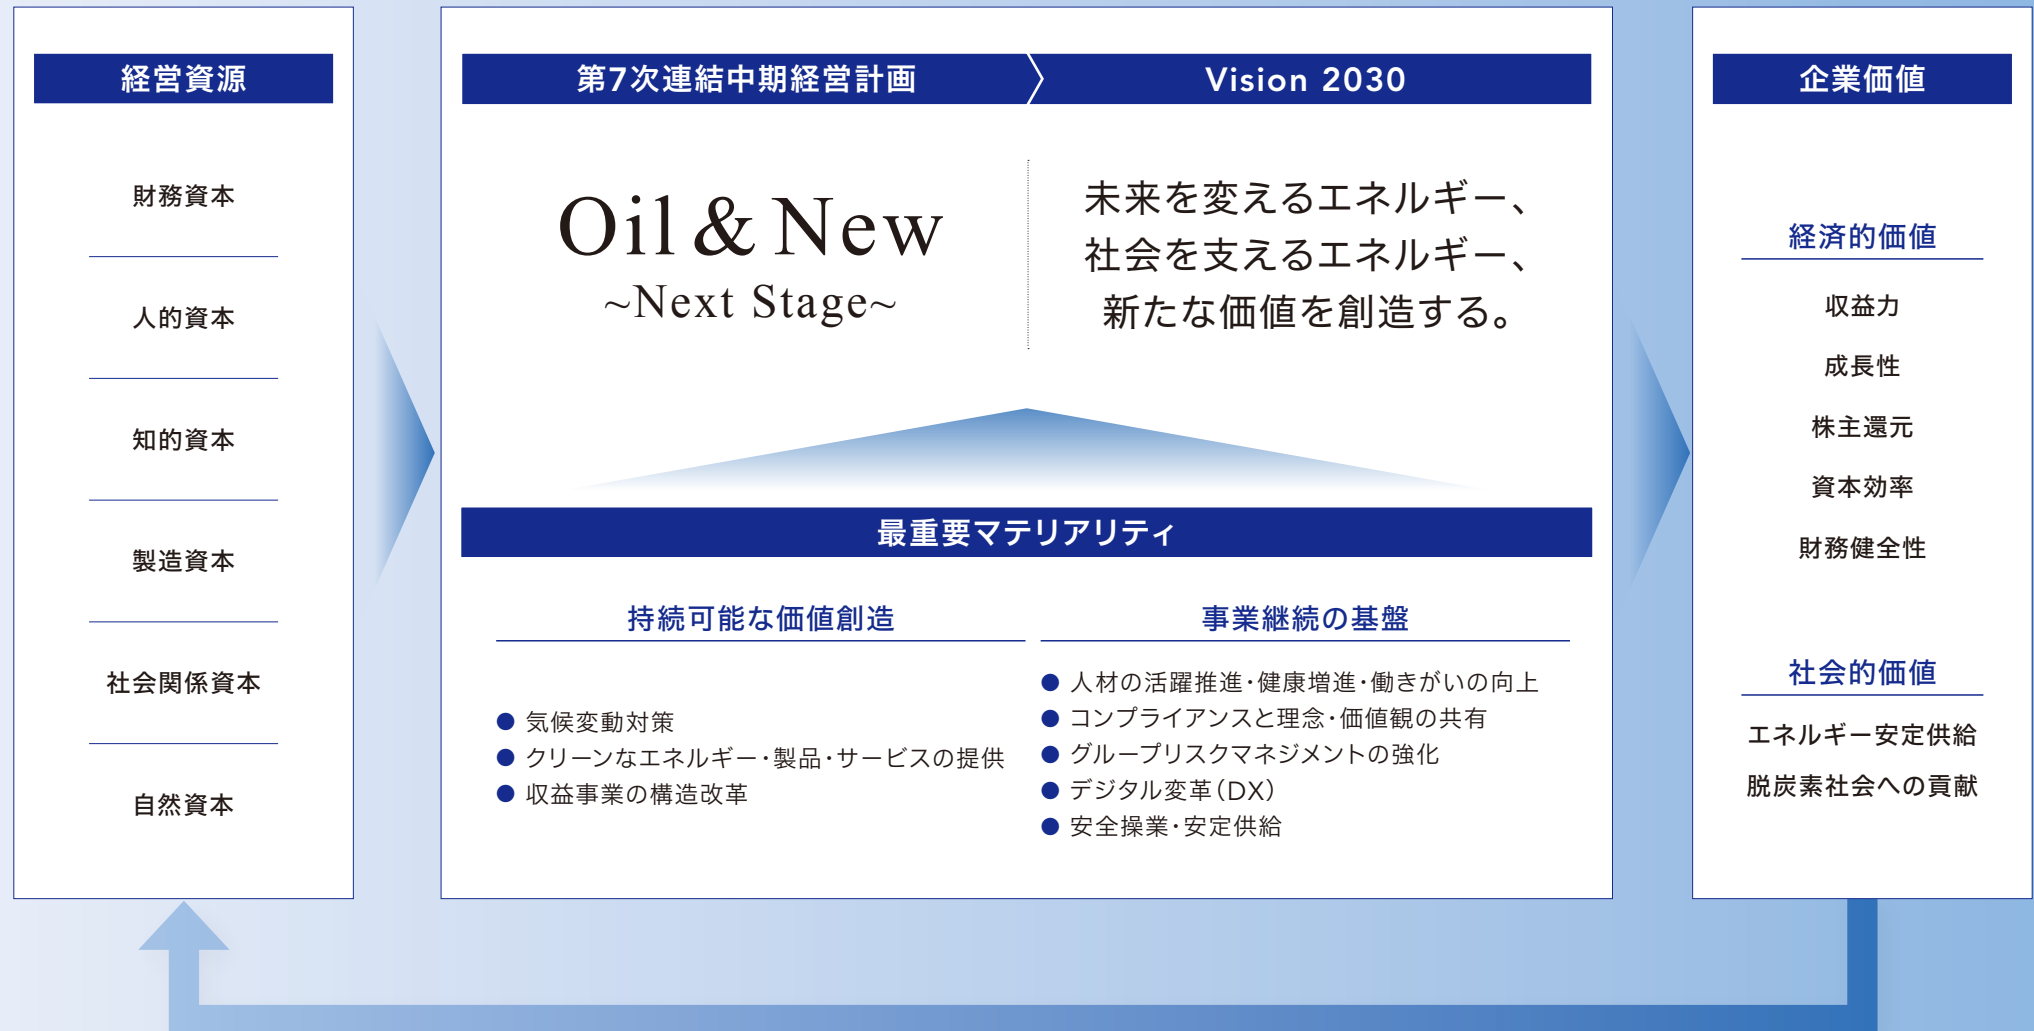 経営資源
財務資本
人的資本
知的資本
製造資本
社会関係資本
自然資本
第7次連結中期経営計画
Vision 2030
Oil & New
~Next Stage~
未来を変えるエネルギー、
社会を支えるエネルギー、
新たな価値を創造する。
最重要マテリアリティ
持続可能な価値創造
● 気候変動対策
● クリーンなエネルギー・製品・サービスの提供
● 収益事業の構造改革
事業継続の基盤
● 人材の活躍推進・健康増進・働きがいの向上
● コンプライアンスと理念・価値観の共有
● グループリスクマネジメントの強化
● デジタル変革（DX）
● 安全操業・安定供給
企業価値
経済的価値
収益力
成長性
株主還元
資本効率
財務健全性
社会的価値
エネルギー安定供給
脱炭素社会への貢献